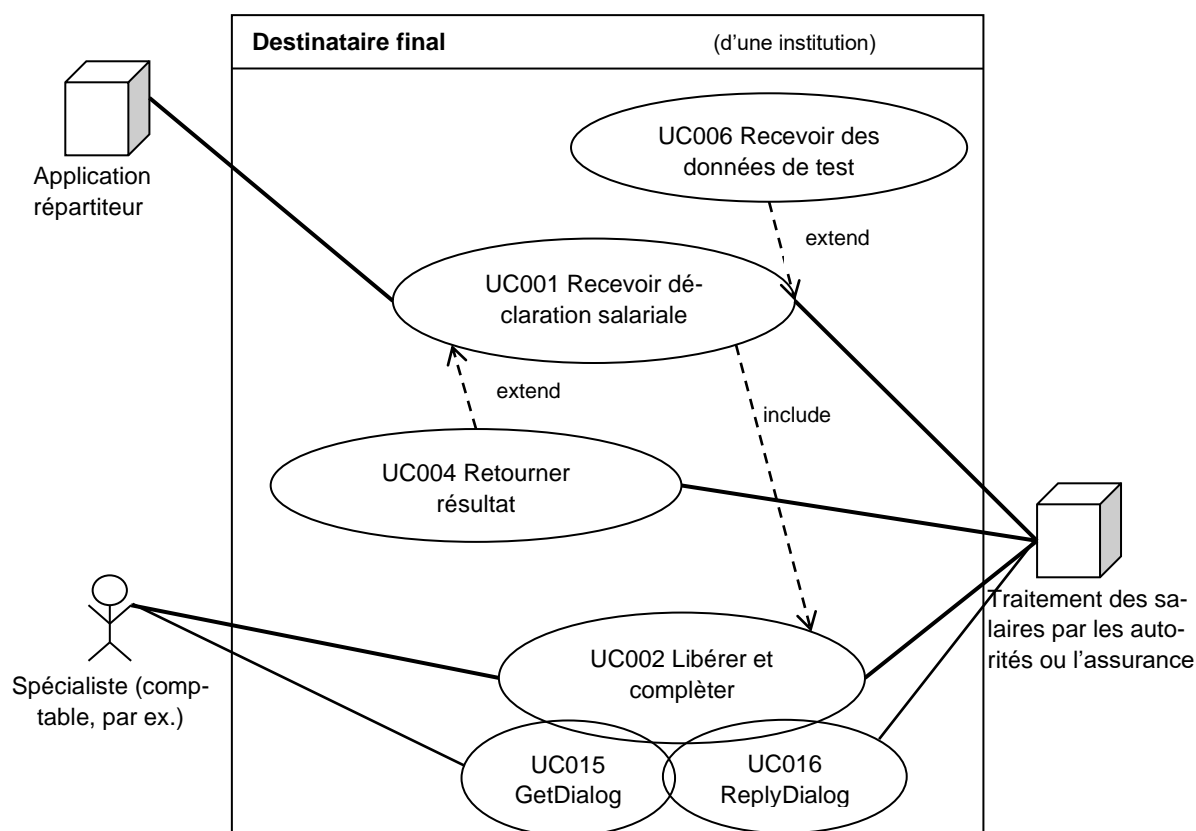 Destinataire final (d'une institution)
UC006 Recevoir des
données de test
Application
répartiteur
extend
UC001 Recevoir dé-
claration salariale
extend
include
UC004 Retourner
résultat
Traitement des sa-
laires par les auto-
rités ou l'assurance
UC002 Libérer et
complèter
Spécialiste (comp-
table, par ex.)
UC015
GetDialog
UC016
ReplyDialog